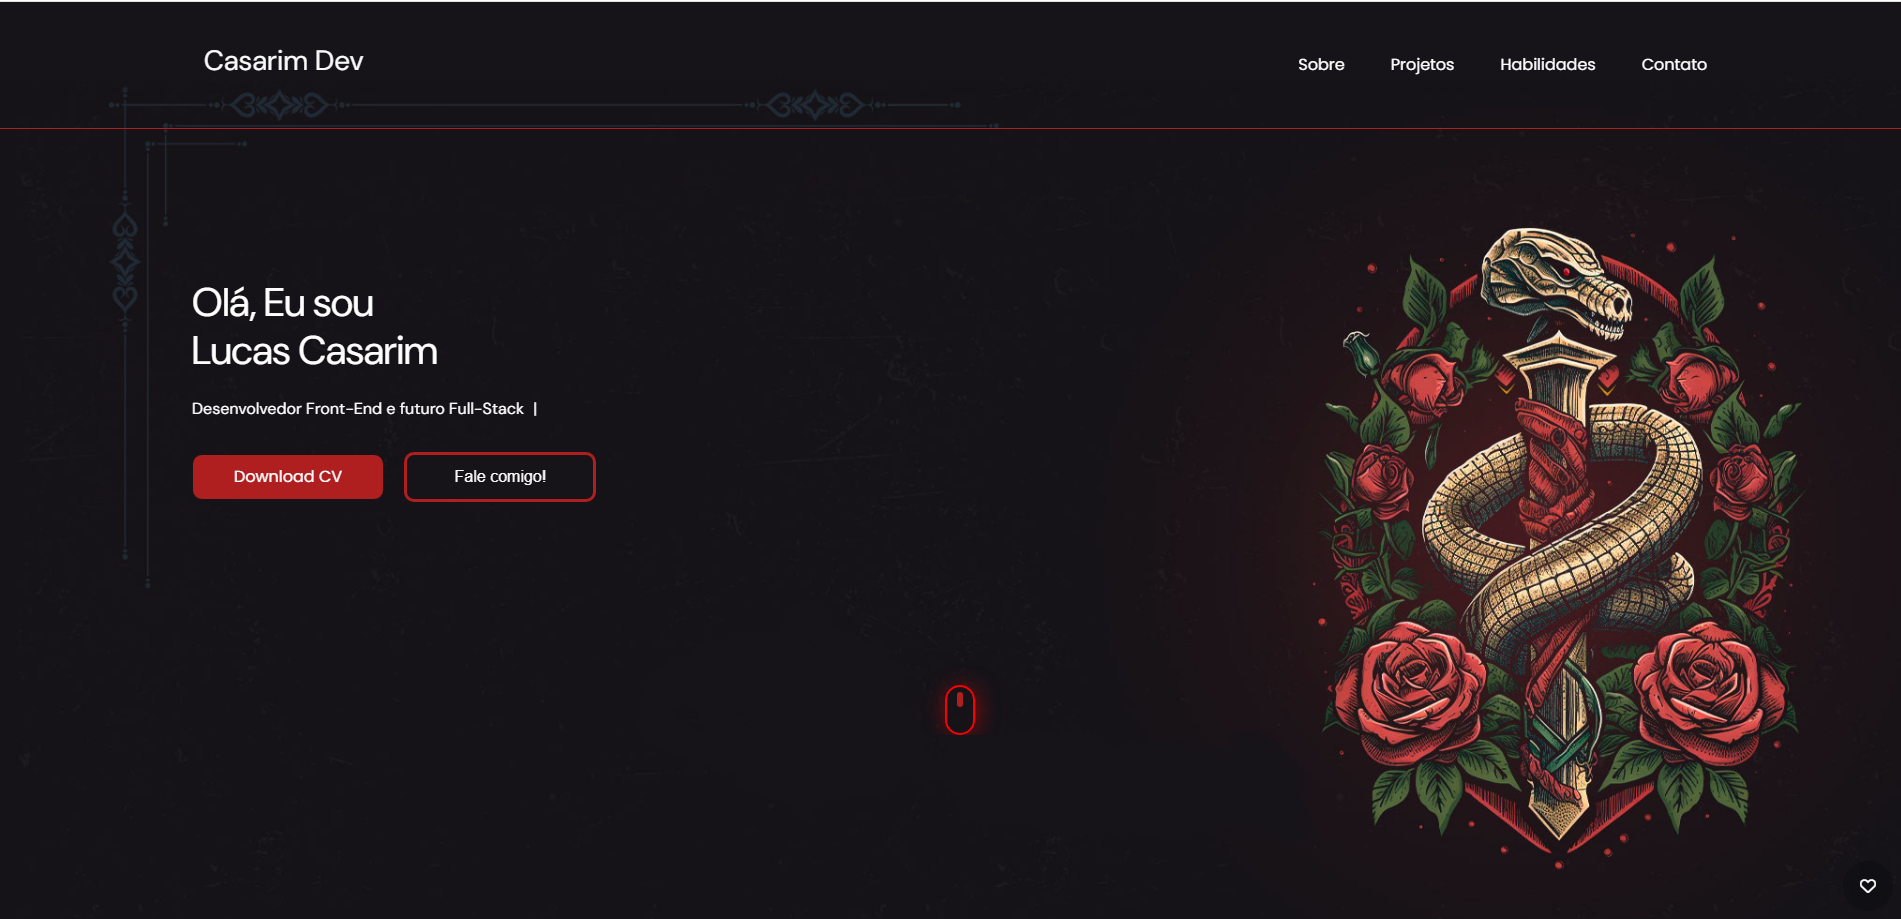 Casarim Dev
Sobre Projetos Habilidades Contato
Olá, Eu sou
Lucas Casarim
Desenvolvedor Front-End e futuro Full-Stack |
Download CV Fale comigo!